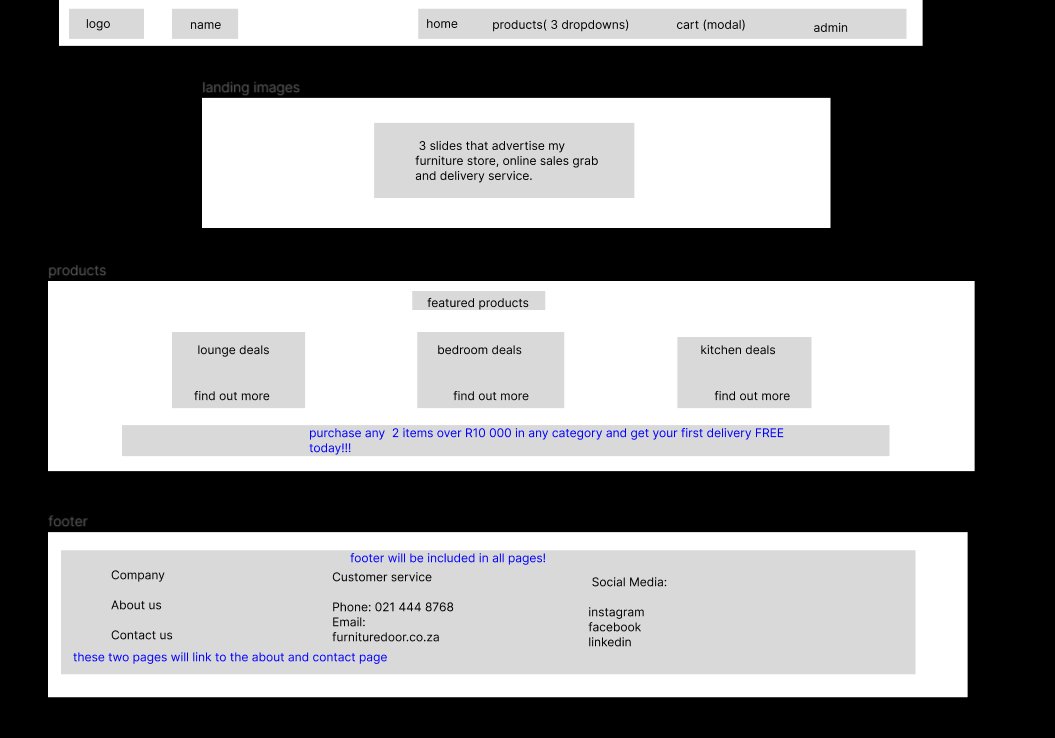 logo
name
home
products( 3 dropdowns)
cart (modal)
admin
landing images
3 slides that advertise my
furniture store, online sales grab
and delivery service.
products
featured products
lounge deals
bedroom deals
kitchen deals
find out more
find out more
find out more
purchase any 2 items over R10 000 in any category and get your first delivery FREE
today!!!
footer
footer will be included in all pages!
Company
About us
Contact us
these two pages will link to the about and contact page
Customer service
Phone: 021 444 8768
Email:
furnituredoor.co.za
Social Media:
instagram
facebook
linkedin